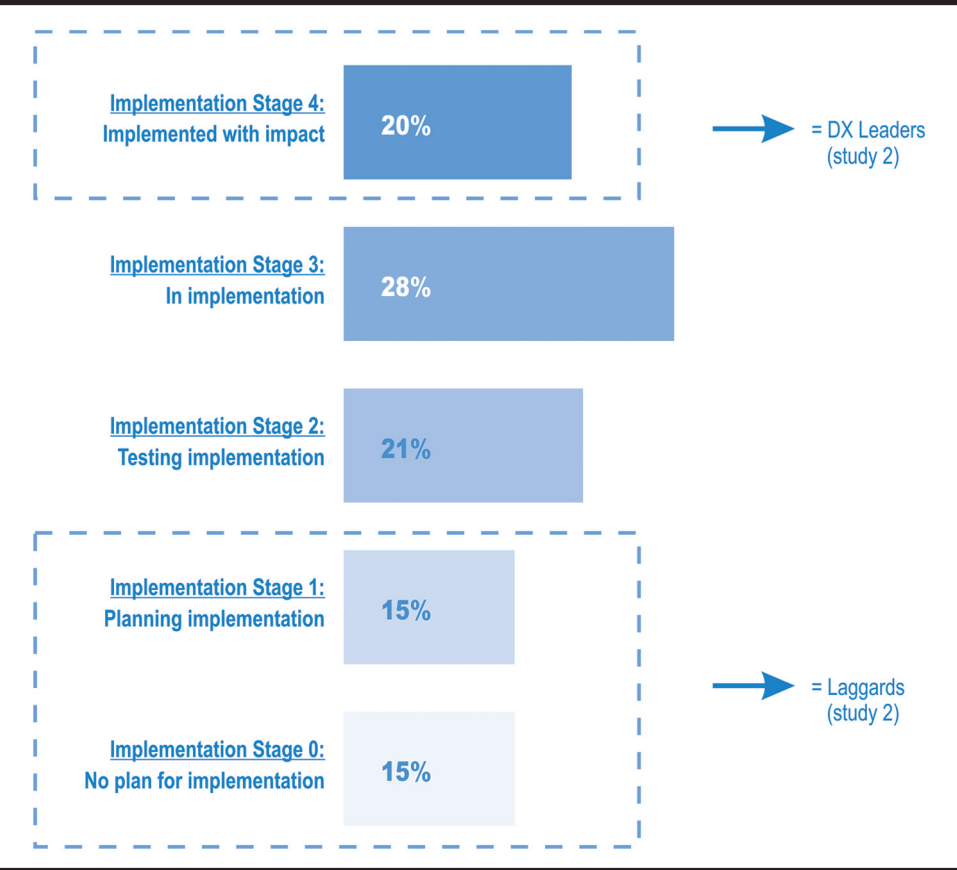 Implementation Stage 4:
Implemented with impact
20%
= DX Leaders
(study 2)
Implementation Stage 3:
In implementation
28%
Implementation Stage 2:
Testing implementation
21%
Implementation Stage 1:
Planning implementation
15%
= Laggards
(study 2)
Implementation Stage 0:
No plan for implementation
15%